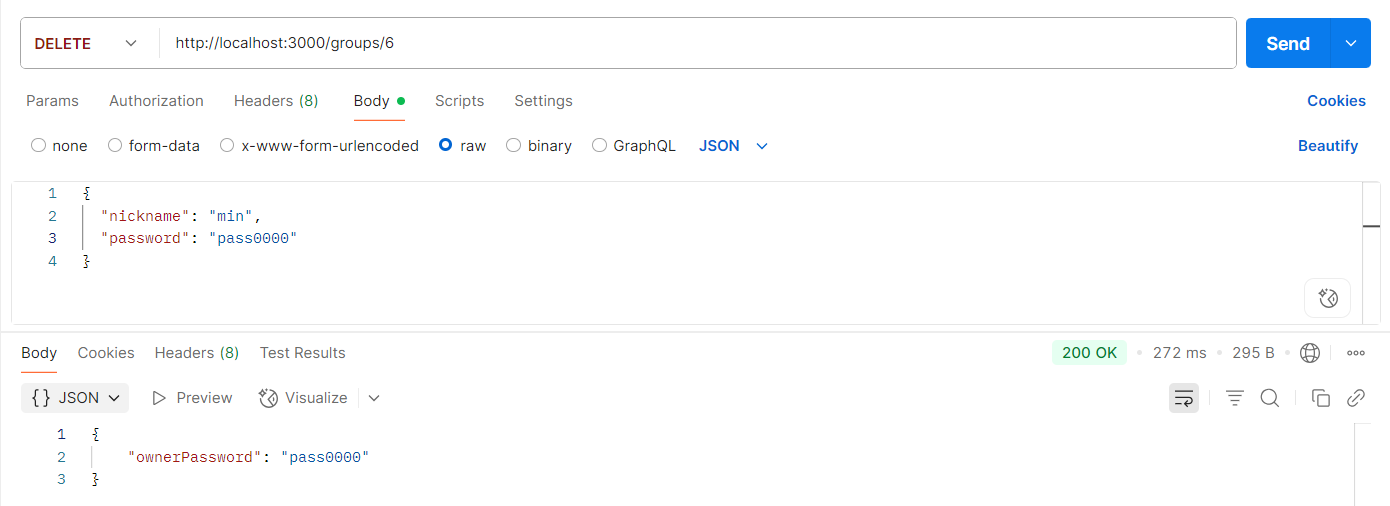 DELETE http://localhost:3000/groups/6 Send
Params Authorization Headers (8) Body Scripts Settings Cookies
none form-data x-www-form-urlencoded raw binary GraphQL JSON Beautify
1 {
2 "nickname": "min",
3 "password": "pass0000"
4 }
Body Cookies Headers (8) Test Results 200 OK • 272 ms • 295 B •
{} JSON Preview Visualize
1 {
2 "ownerPassword": "pass0000"
3 }